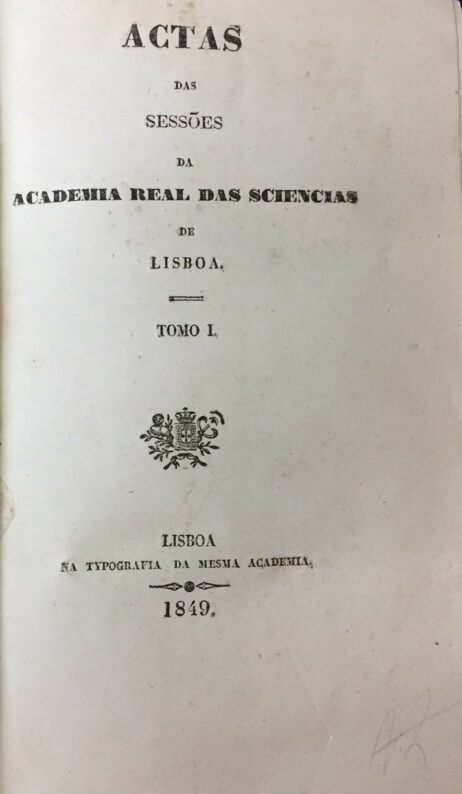 ACTAS
DAS
SESSÕES
DA
ACADEMIA REAL DAS SCIENCIAS
DE
LISBOA.
TOMO I.
LISBOA
NA TYPOGRAFIA DA MESMA ACADEMIA.
1849.